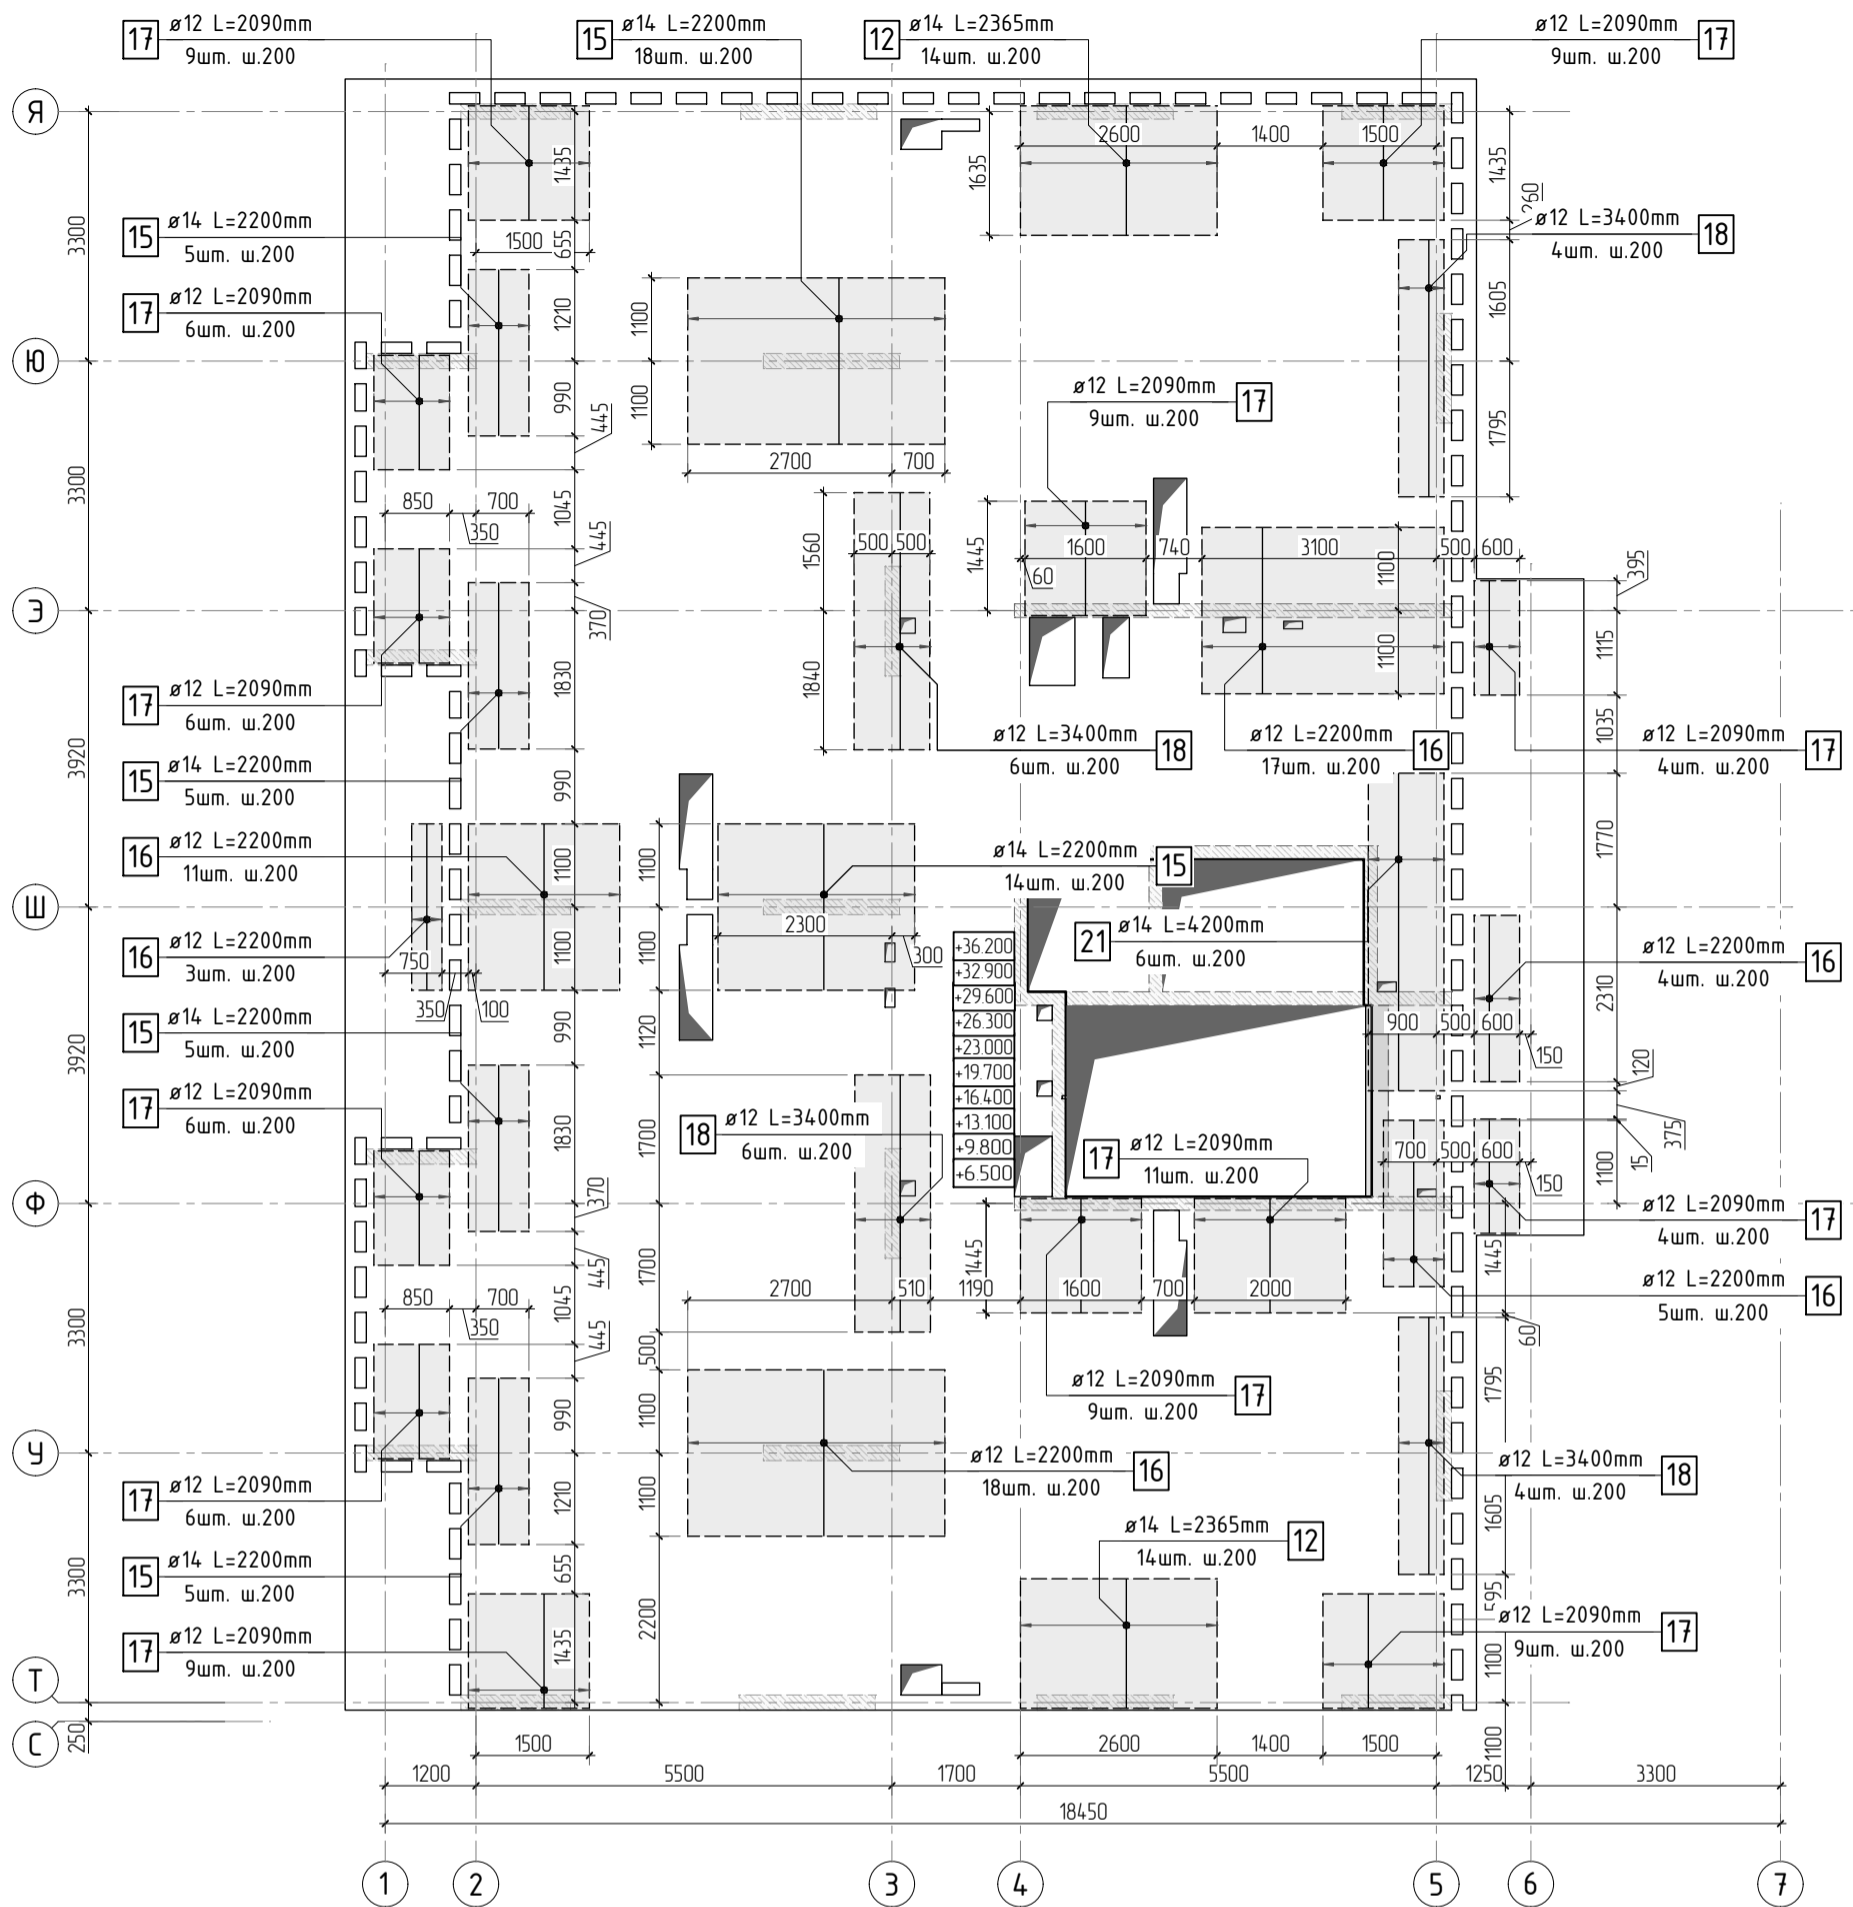 17 ø12 L=2090mm
9шт. ш.200
15 ø14 L=2200mm
18шт. ш.200
12 ø14 L=2365mm
14шт. ш.200
ø12 L=2090mm 17
9шт. ш.200
Я
2600 1400 1500
1435
1635
1435
260
3300
15 ø14 L=2200mm
5шт. ш.200
1500
655
ø12 L=3400mm 18
4шт. ш.200
17 ø12 L=2090mm
6шт. ш.200
1210
1100
1605
Ю
990
445
1100
1795
ø12 L=2090mm 17
9шт. ш.200
2700 700
3300
850 700
350
1045
445
1560
500 500
1445
1600 740 3100 500 600
60
1100
395
Э
370
1100
1115
17 ø12 L=2090mm
6шт. ш.200
1830
1840
1035
ø12 L=3400mm 18
6шт. ш.200
ø12 L=2200mm 16
17шт. ш.200
ø12 L=2090mm 17
4шт. ш.200
3920
15 ø14 L=2200mm
5шт. ш.200
990
1770
16 ø12 L=2200mm
11шт. ш.200
1100
1100
ø14 L=2200mm 15
14шт. ш.200
Ш
2300
300
21 ø14 L=4200mm
6шт. ш.200
16 ø12 L=2200mm
3шт. ш.200
750
350
100
1100
1100
+36.200
+32.900
+29.600
+26.300
+23.000
+19.700
+16.400
+13.100
+9.800
+6.500
ø12 L=2200mm 16
4шт. ш.200
2310
900 500 600
150
120
15 ø14 L=2200mm
5шт. ш.200
990
1120
3920
17 ø12 L=2090mm
6шт. ш.200
1830
1700
18 ø12 L=3400mm
6шт. ш.200
17 ø12 L=2090mm
11шт. ш.200
700 500 600
150
375
15
1100
Ф
370
445
1700
1445
1445
ø12 L=2090mm 17
4шт. ш.200
ø12 L=2200mm 16
5шт. ш.200
2700 510 1190 1600 700 2000
850 700
350
1045
445
500
60
3300
ø12 L=2090mm 17
9шт. ш.200
990
1100
1795
У
ø12 L=2200mm 16
18шт. ш.200
ø12 L=3400mm 18
4шт. ш.200
17 ø12 L=2090mm
6шт. ш.200
1210
1100
1605
15 ø14 L=2200mm
5шт. ш.200
655
ø14 L=2365mm 12
14шт. ш.200
595
3300
17 ø12 L=2090mm
9шт. ш.200
1435
2200
ø12 L=2090mm 17
9шт. ш.200
1100
Т
250
С
1500
2600 1400 1500
1100
1200 5500 1700 5500 1250 3300
18450
1 2 3 4 5 6 7